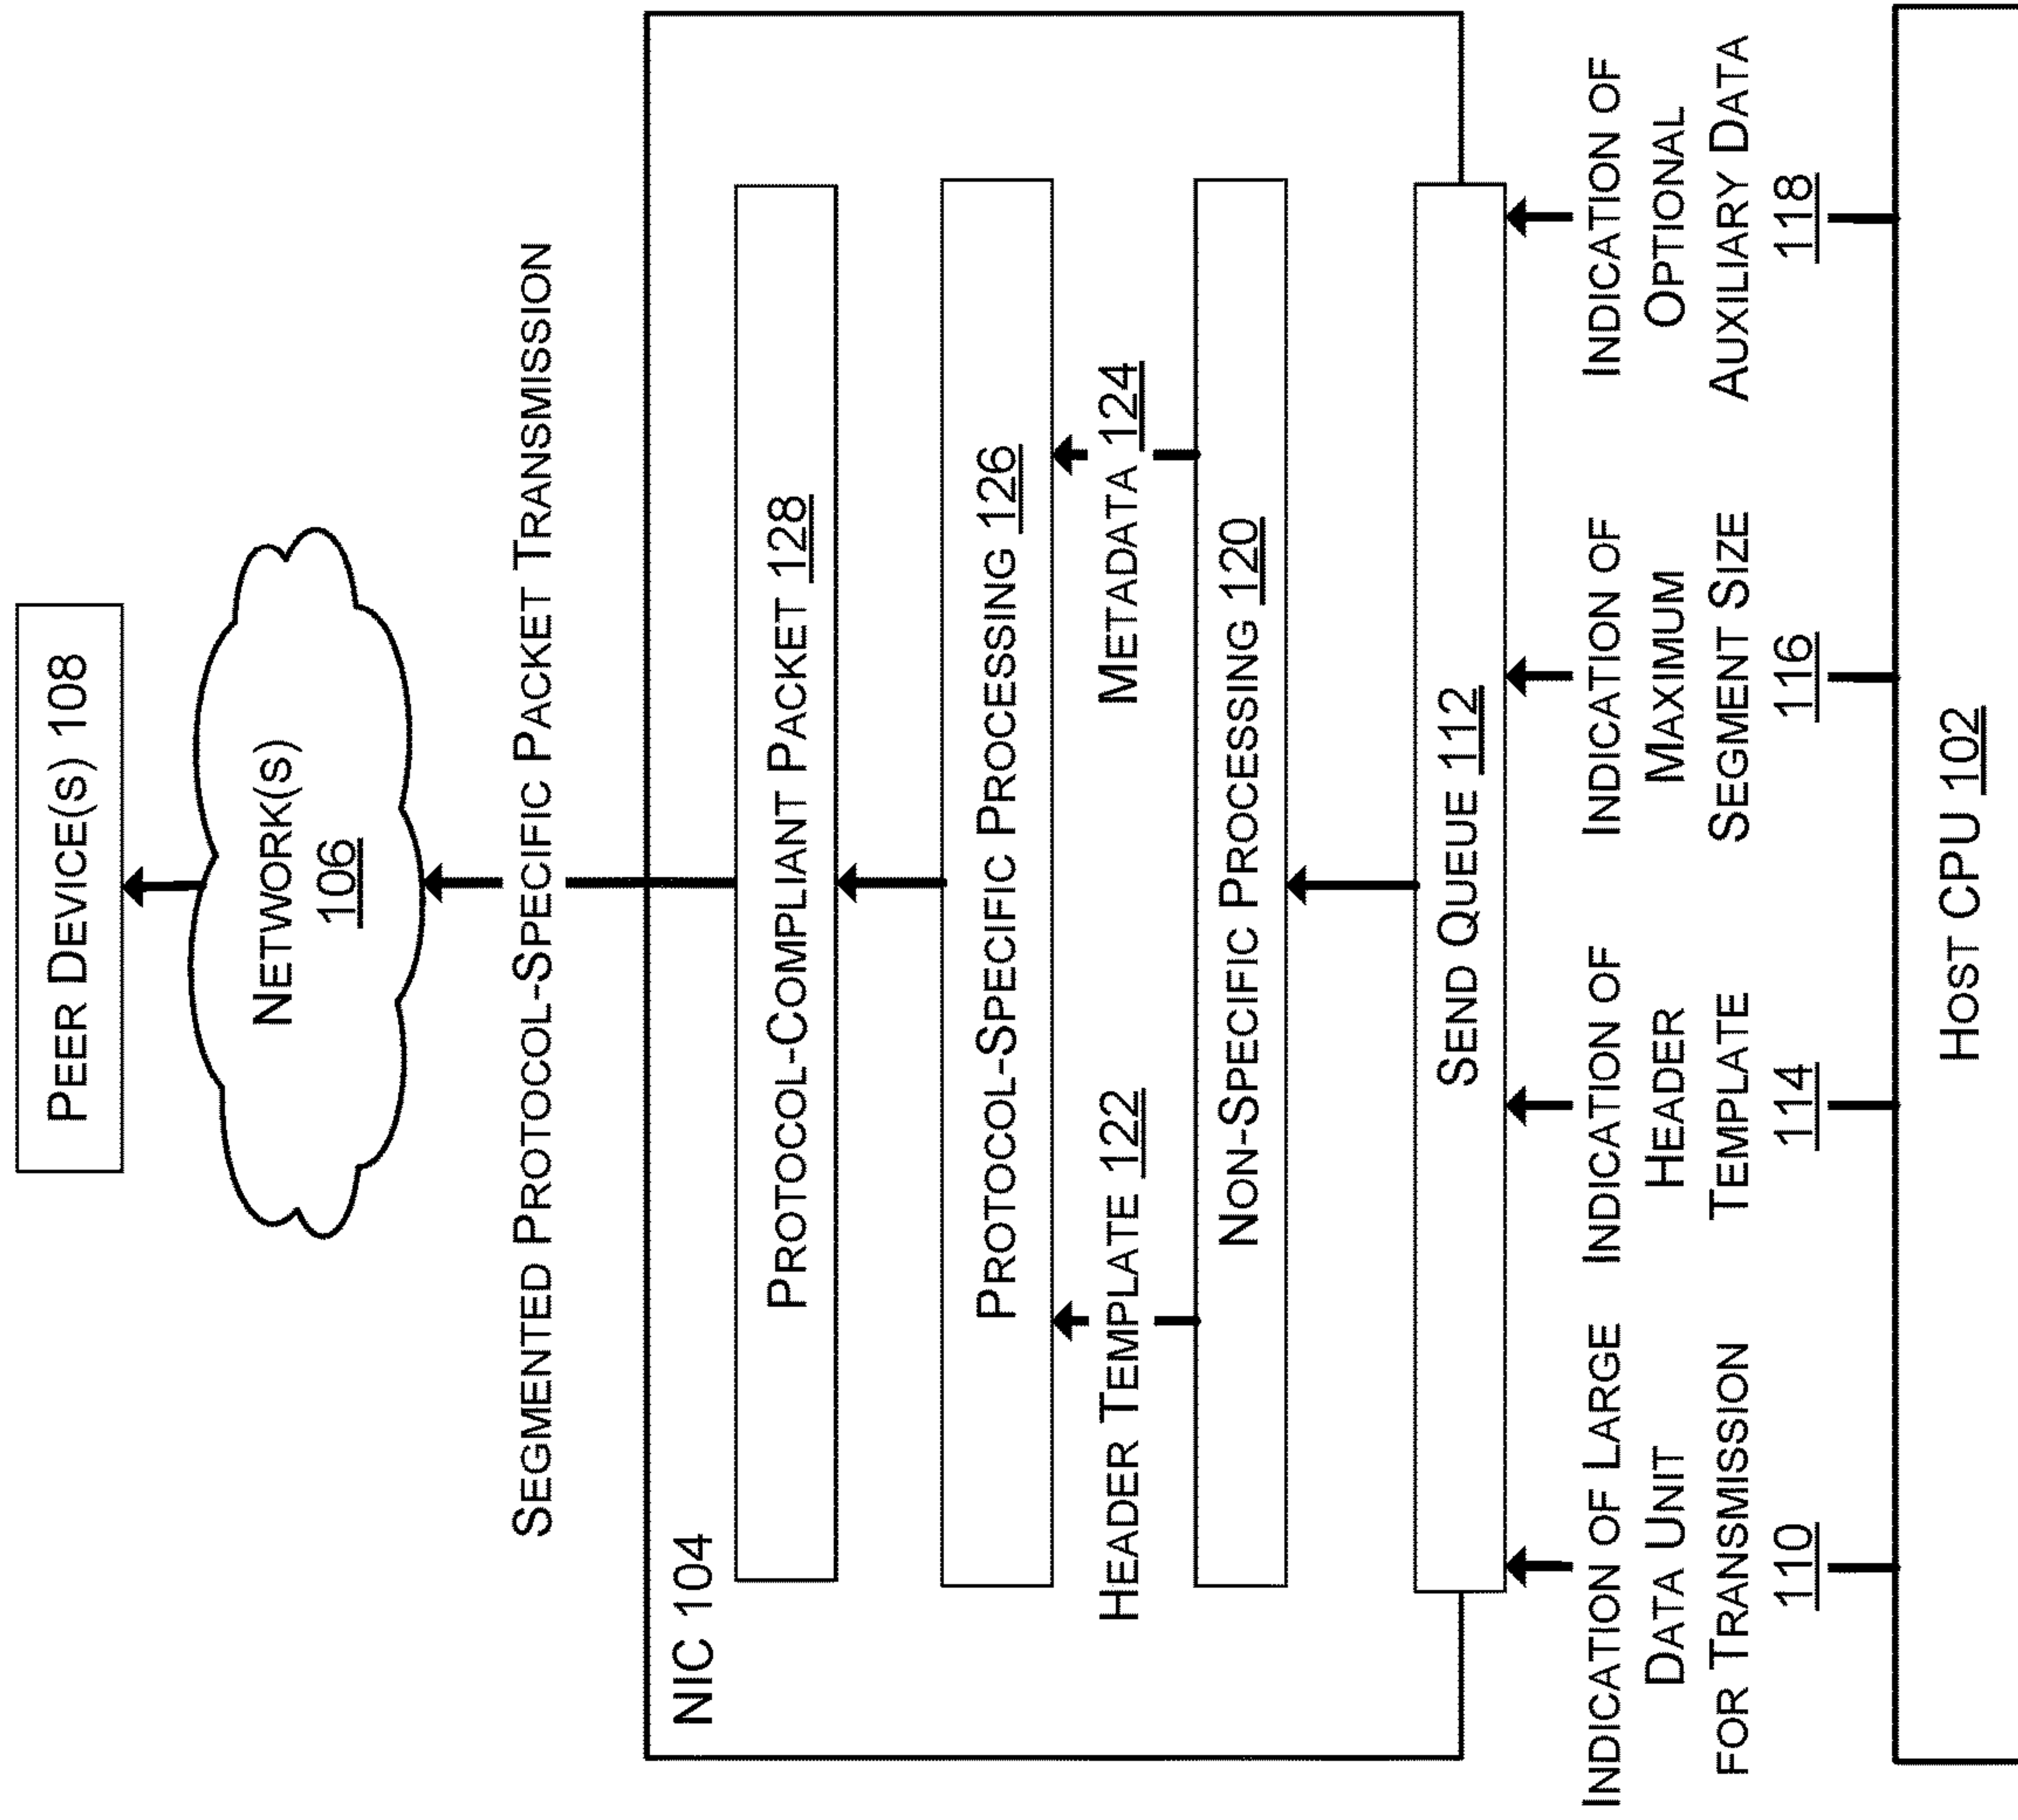 PEER DEVICE(S) 108
NETWORK(S)
106
SEGMENTED PROTOCOL-SPECIFIC PACKET TRANSMISSION
NIC 104
PROTOCOL-COMPLIANT PACKET 128
PROTOCOL-SPECIFIC PROCESSING 126
HEADER TEMPLATE 122
METADATA 124
NON-SPECIFIC PROCESSING 120
SEND QUEUE 112
INDICATION OF LARGE
DATA UNIT
FOR TRANSMISSION
110
INDICATION OF
HEADER
TEMPLATE
114
INDICATION OF
MAXIMUM
SEGMENT SIZE
116
INDICATION OF
OPTIONAL
AUXILIARY DATA
118
HOST CPU 102